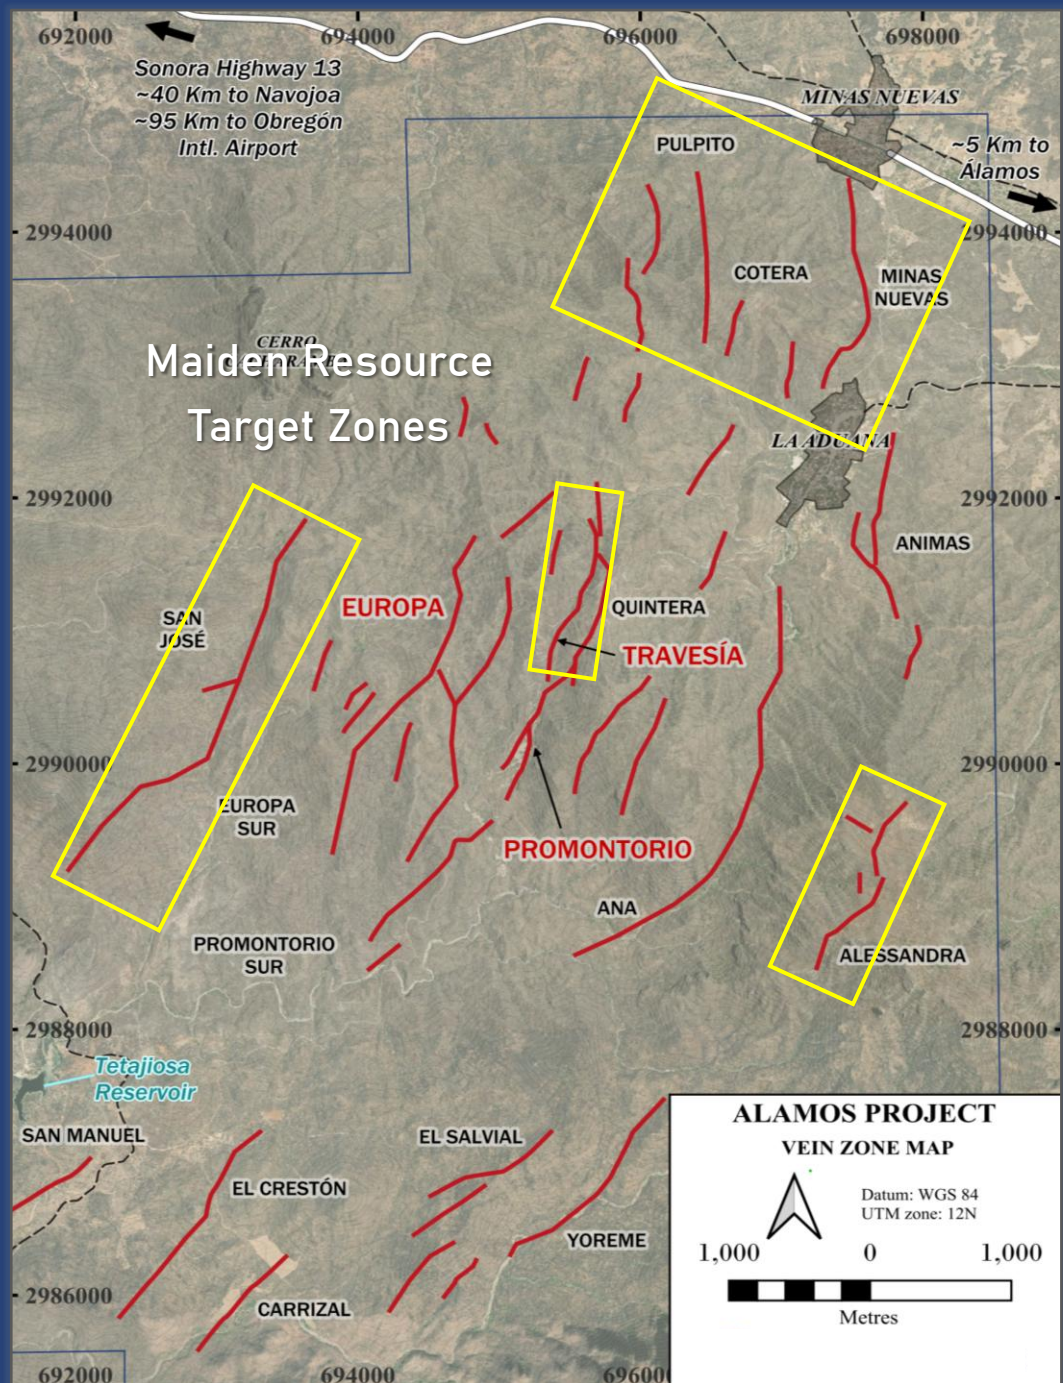 692000
694000
696000
698000
Sonora Highway 13
~40 Km to Navojoa
~95 Km to Obregón
Intl. Airport
MINAS NUEVAS
~5 Km to
Álamos
PULPITO
2994000
2994000
COTERA
MINAS
NUEVAS
CERRO
Maiden Resource
Target Zones
LA ADUANA
2992000
2992000
ANIMAS
SAN
JOSÉ
EUROPA
QUINTERA
TRAVESÍA
2990000
2990000
EUROPA
SUR
PROMONTORIO
ANA
PROMONTORIO
SUR
ALESSANDRA
2988000
2988000
Tetajiosa
Reservoir
SAN MANUEL
EL SALVIAL
EL CRESTÓN
YOREME
2986000
CARRIZAL
692000
694000
ALAMOS PROJECT
VEIN ZONE MAP
Datum: WGS 84
UTM zone: 12N
1,000
0
1,000
Metres